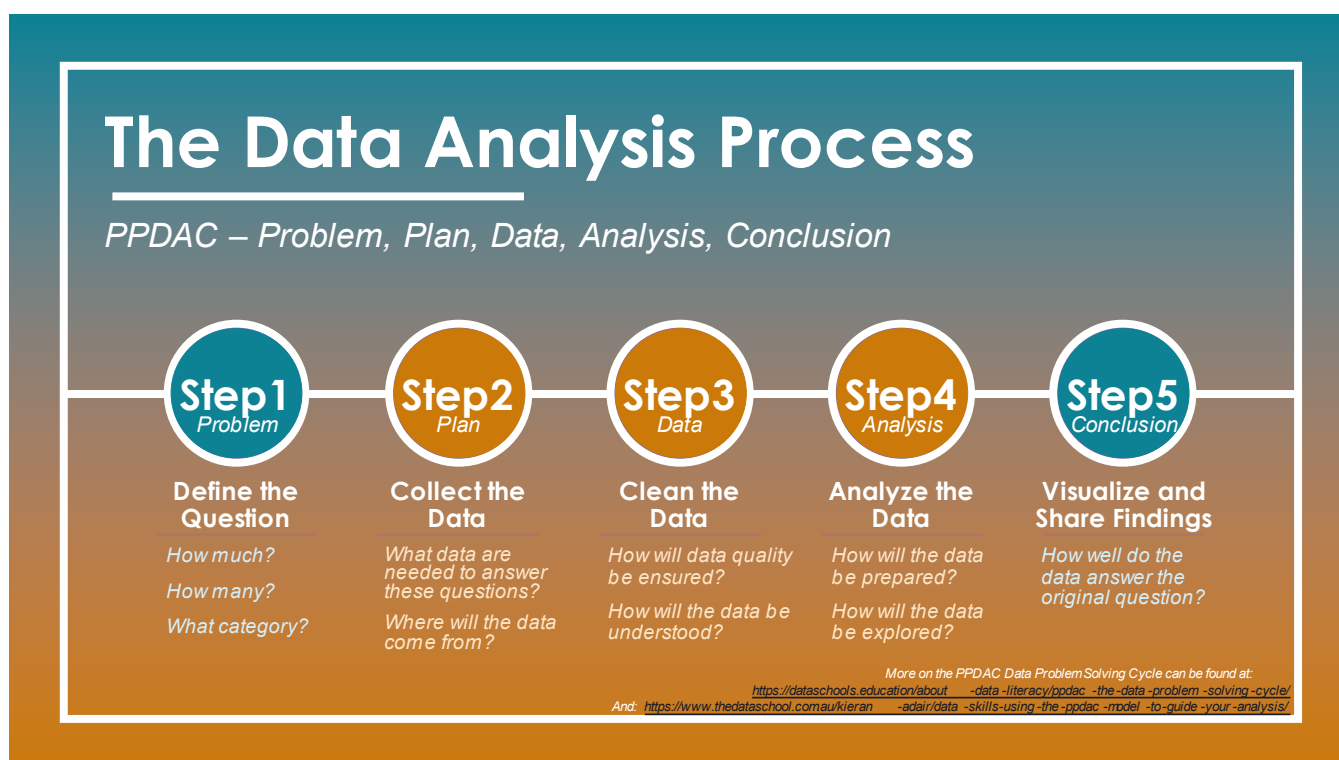 The Data Analysis Process
PPDAC – Problem, Plan, Data, Analysis, Conclusion
Step1
Problem
Step2
Plan
Step3
Data
Step4
Analysis
Step5
Conclusion
Define the
Question
How much?
How many?
What category?
Collect the
Data
What data are
needed to answer
these questions?
Where will the data
come from?
Clean the
Data
How will data quality
be ensured?
How will the data be
understood?
Analyze the
Data
How will the data
be prepared?
How will the data
be explored?
Visualize and
Share Findings
How well do the
data answer the
original question?
More on the PPDAC Data Problem Solving Cycle can be found at:
https://dataschools.education/about -data -literacy/ppdac -the -data -problem -solving -cycle/
And: https://www.thedataschool.comau/kieran -adair/data -skills-using -the -ppdac -model -to-guide -your -analysis/